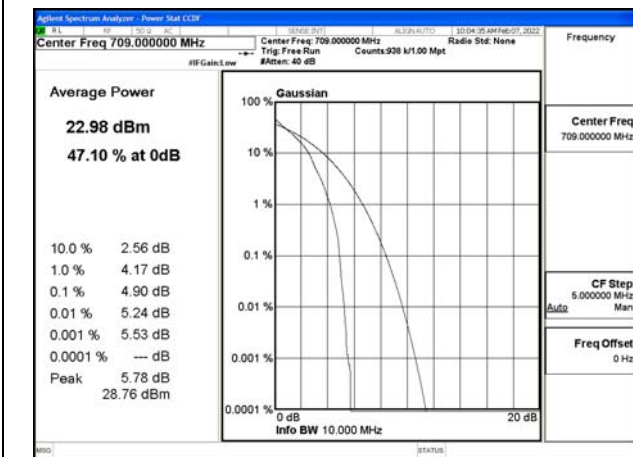 Agilent Spectrum Analyzer - Power Stat CCDF
RL RF 50 Ω AC SENSE:INT ALIGN AUTO 10:04:35 AM Feb 07, 2022
Center Freq 709.000000 MHz
Center Freq: 709.000000 MHz Radio Std: None
Trig: Free Run Counts:938 k/1.00 Mpt
#IFGain:Low #Atten: 40 dB
Frequency
Average Power
22.98 dBm
47.10 % at 0dB
10.0 % 2.56 dB
1.0 % 4.17 dB
0.1 % 4.90 dB
0.01 % 5.24 dB
0.001 % 5.53 dB
0.0001 % --- dB
Peak 5.78 dB
28.76 dBm
Gaussian
100 %
10 %
1 %
0.1 %
0.01 %
0.001 %
0.0001 %
0 dB 20 dB
Info BW 10.000 MHz
Center Freq
709.000000 MHz
CF Step
5.000000 MHz
Auto Man
Freq Offset
0 Hz
MSG STATUS